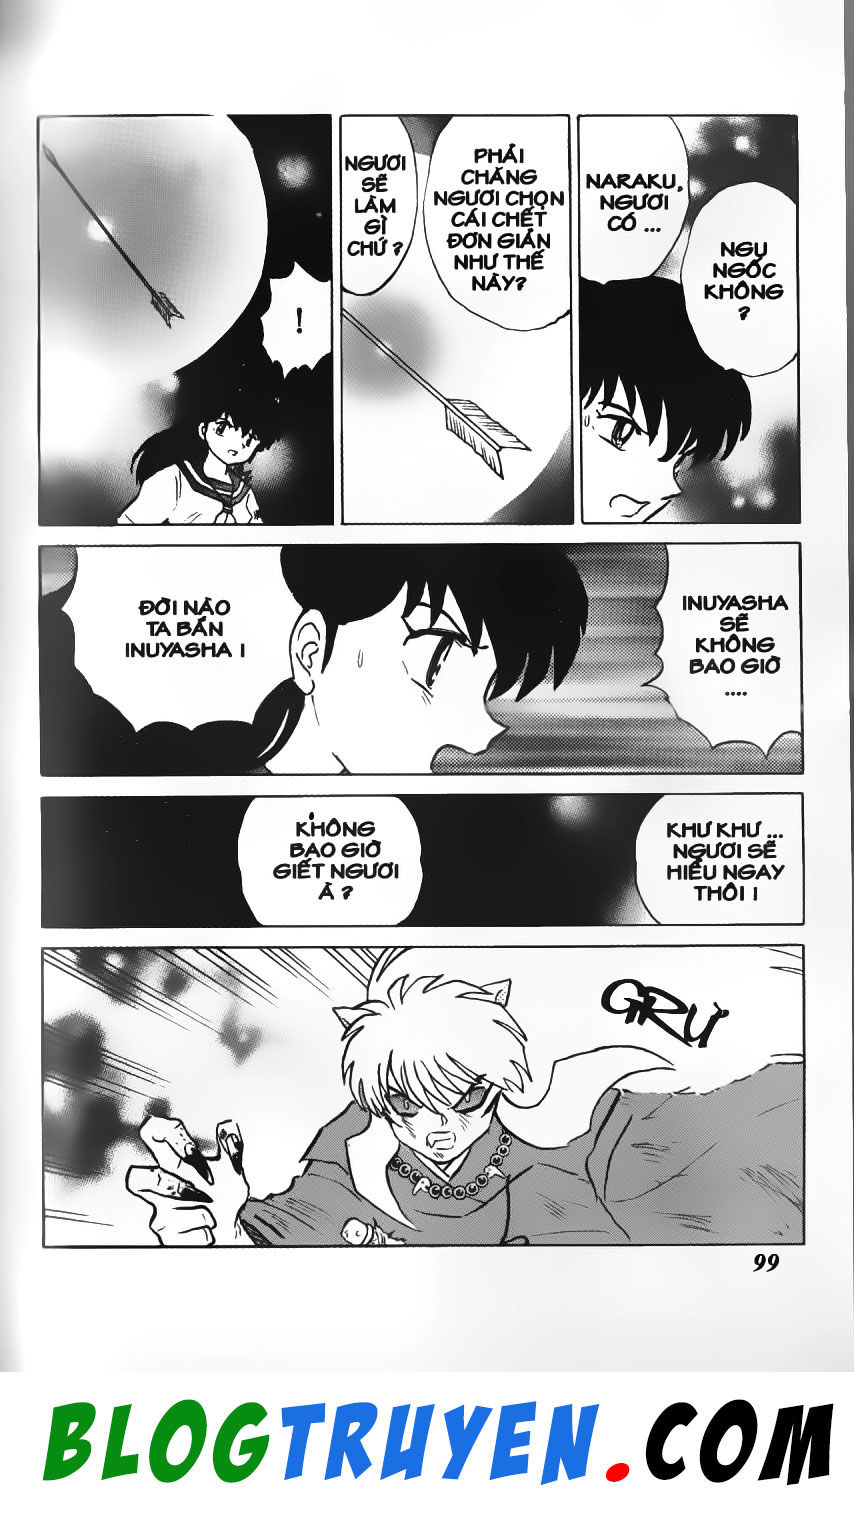 NARAKU,
NGƯƠI
CÓ ...
NGU
NGỐC
KHÔNG
?
PHẢI
CHĂNG
NGƯƠI CHỌN
CÁI CHẾT
ĐƠN GIẢN
NHƯ THẾ
NÀY?
NGƯƠI
SẼ
LÀM
GÌ
CHỨ ?
!
INUYASHA
SẼ
KHÔNG
BAO GIỜ
....
ĐỜI NÀO
TA BẮN
INUYASHA !
KHƯ KHƯ ...
NGƯƠI SẼ
HIỂU NGAY
THÔI !
KHÔNG
BAO GIỜ
GIẾT NGƯƠI
À ?
GRỪ
99
BLOGTRUYEN.COM